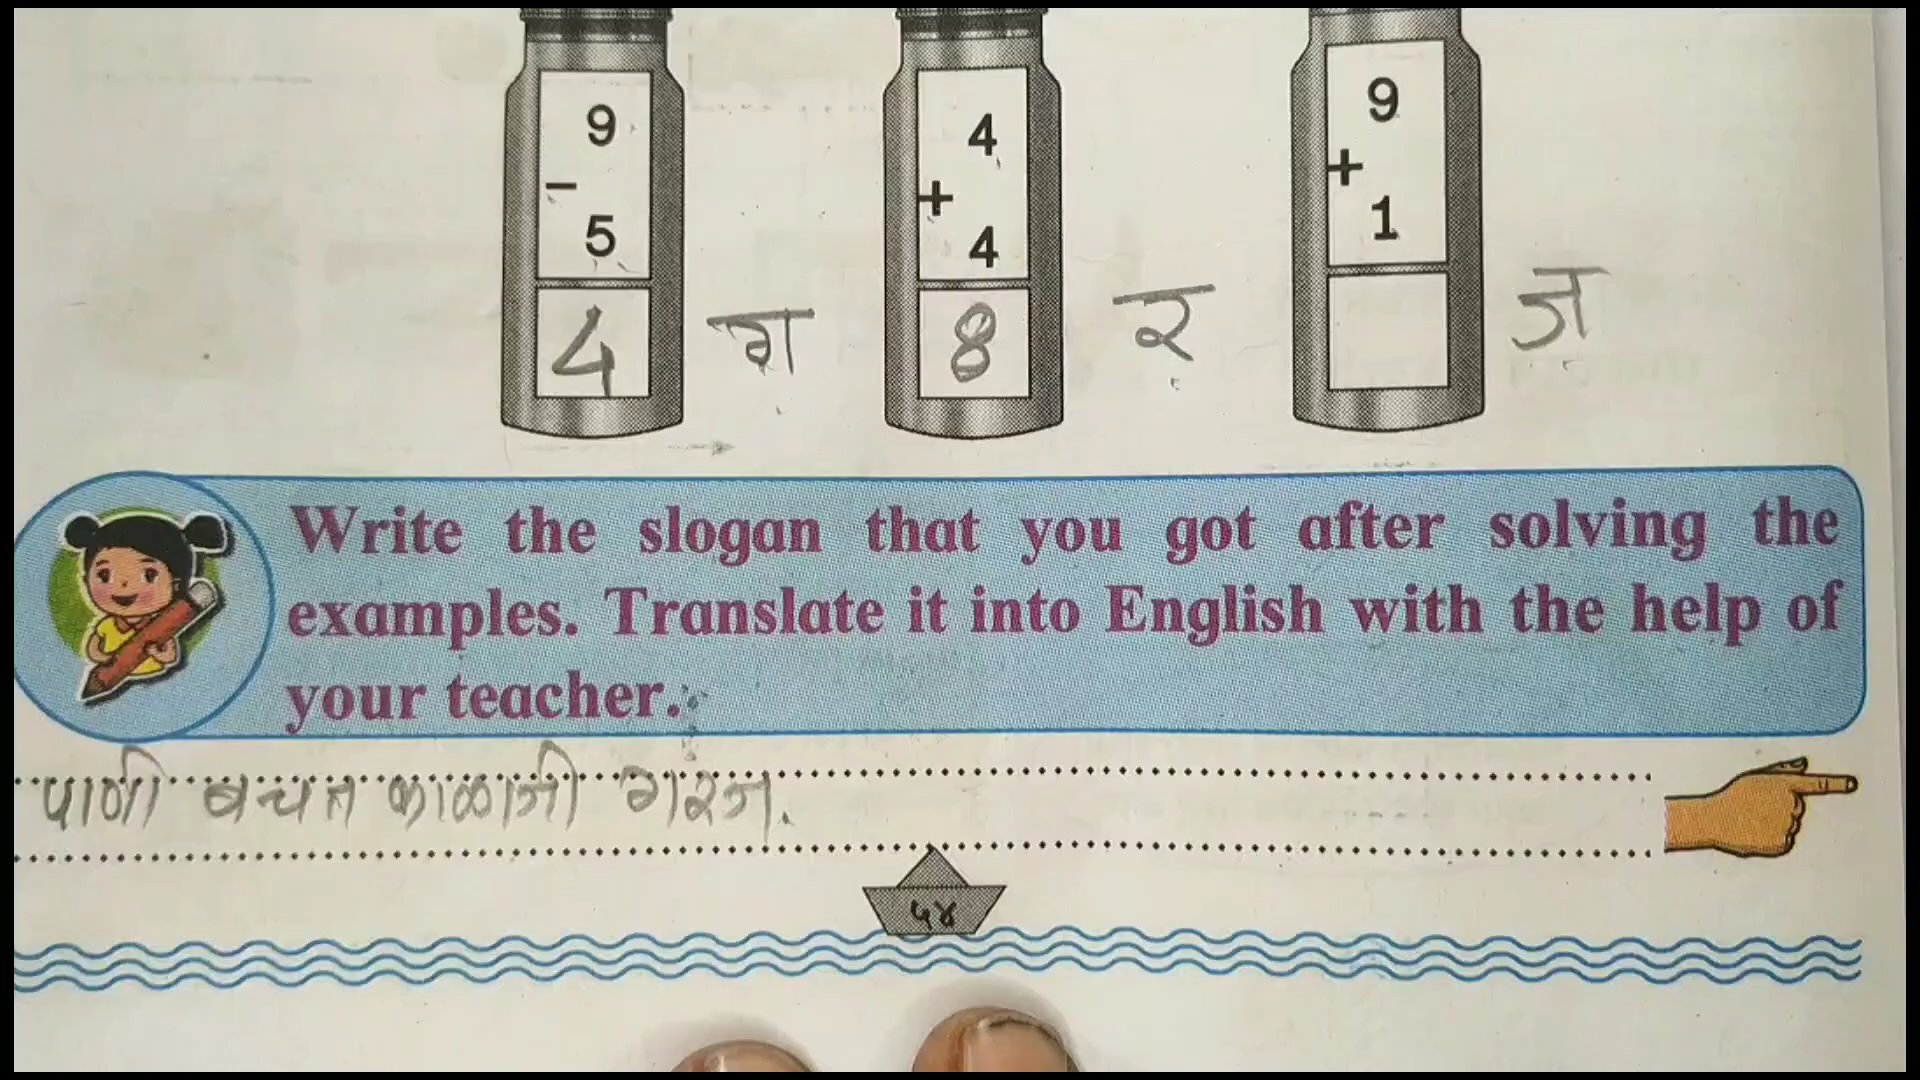 9 4 9
- + +
5 4 1
4 ग 8 र ज
Write the slogan that you got after solving the
examples. Translate it into English with the help of
your teacher.
पाणी बचत काळाजी गरज.
५४